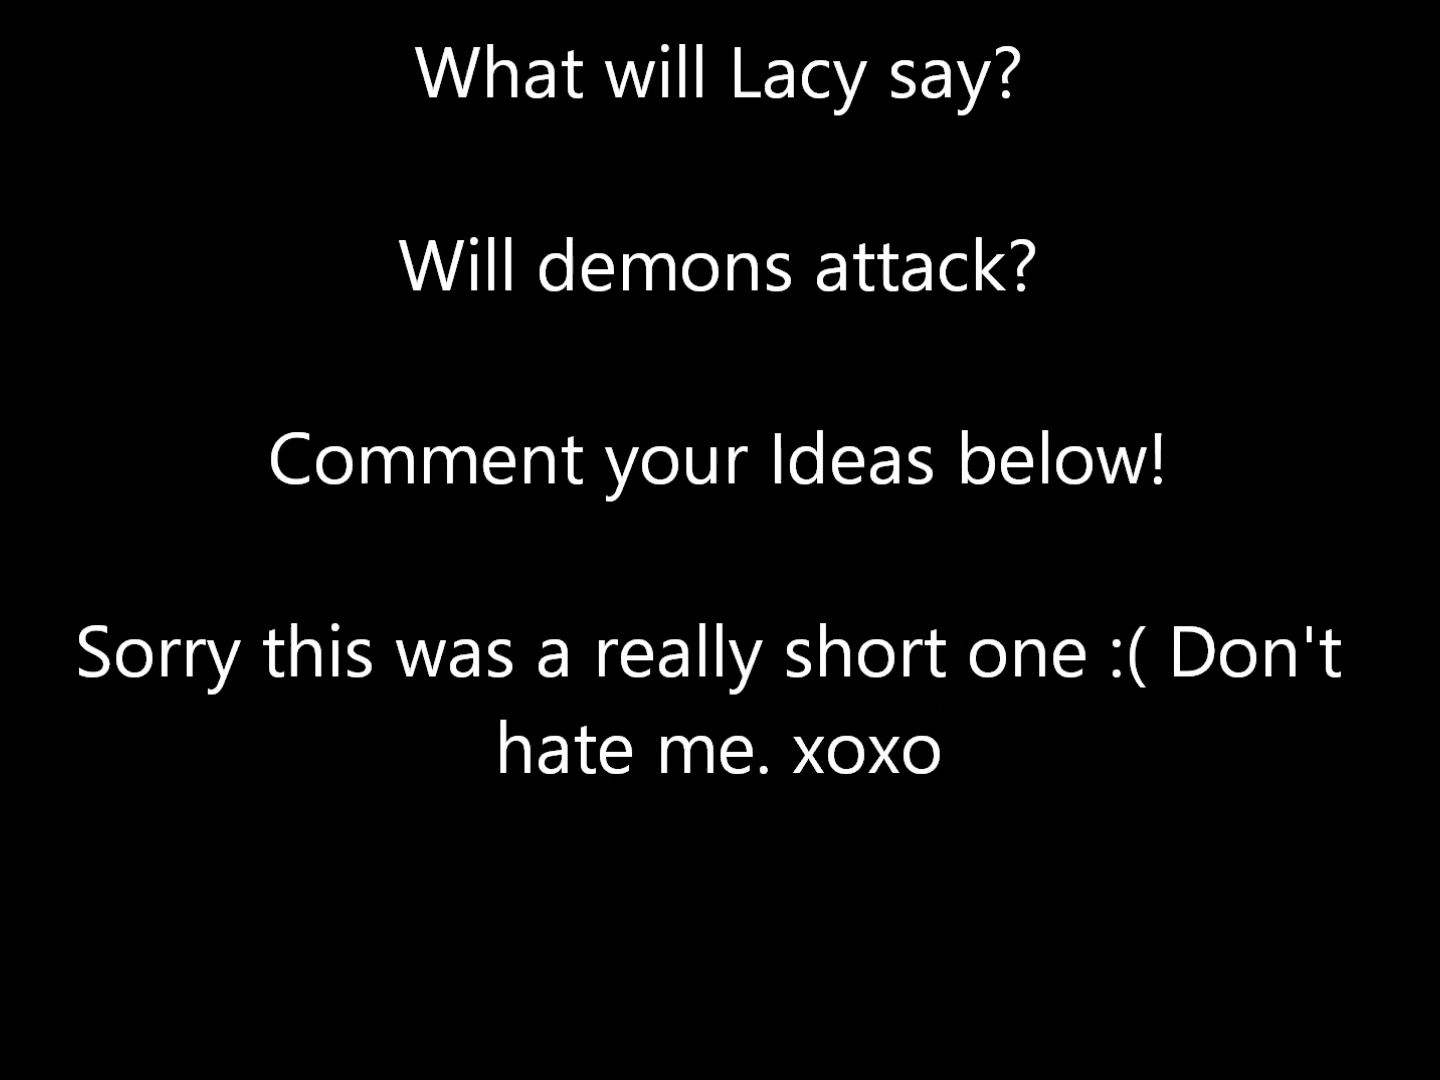 What will Lacy say?
Will demons attack?
Comment your Ideas below!
Sorry this was a really short one :( Don't
hate me. xoxo